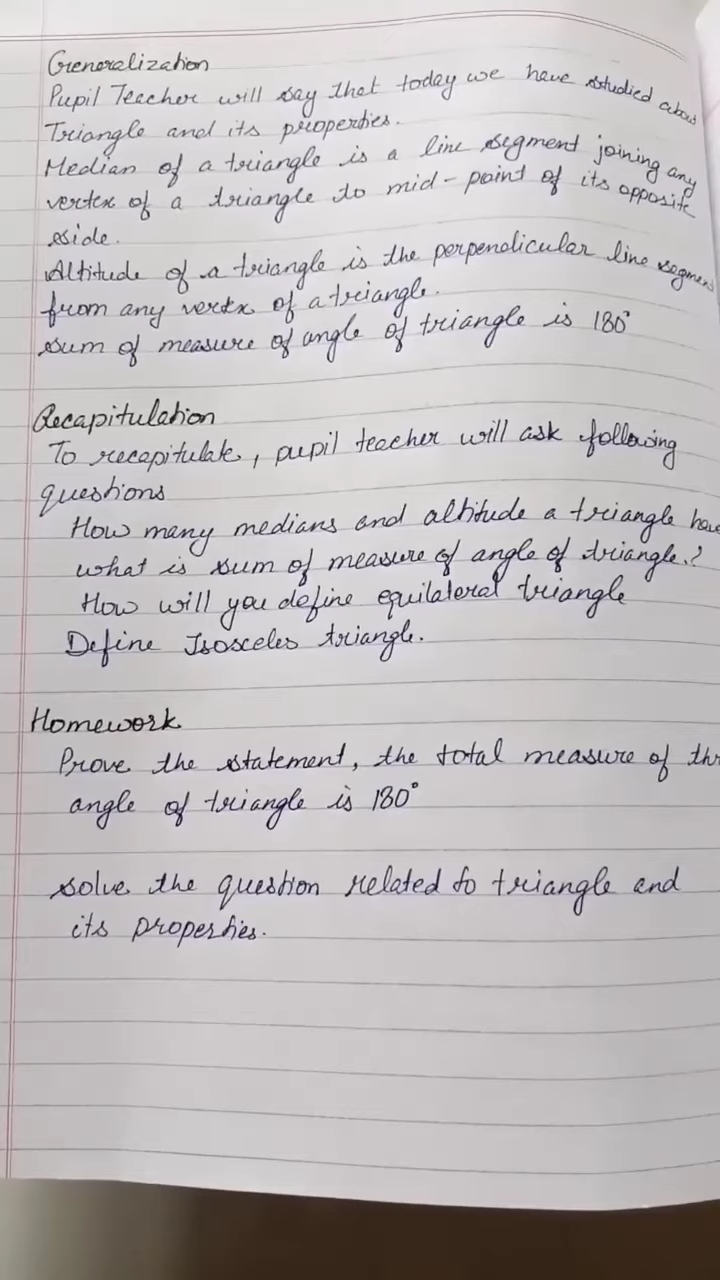 Generalization
Pupil Teacher will say that today we have studied about
Triangle and its properties.
Median of a triangle is a line segment joining any
vertex of a triangle to mid-point of its opposite
side.
Altitude of a triangle is the perpendicular line segmen
from any vertx of a triangle.
sum of measure of angle of triangle is 180°
Recapitulation
To recapitulate, pupil teacher will ask following
questions
How many medians and altitude a triangle have
what is sum of measure of angle of triangle.?
How will you define equilateral triangle
Define Isosceles triangle.
Homework
Prove the statement, the total measure of thr
angle of triangle is 180°
solve the question related to triangle and
its properties.